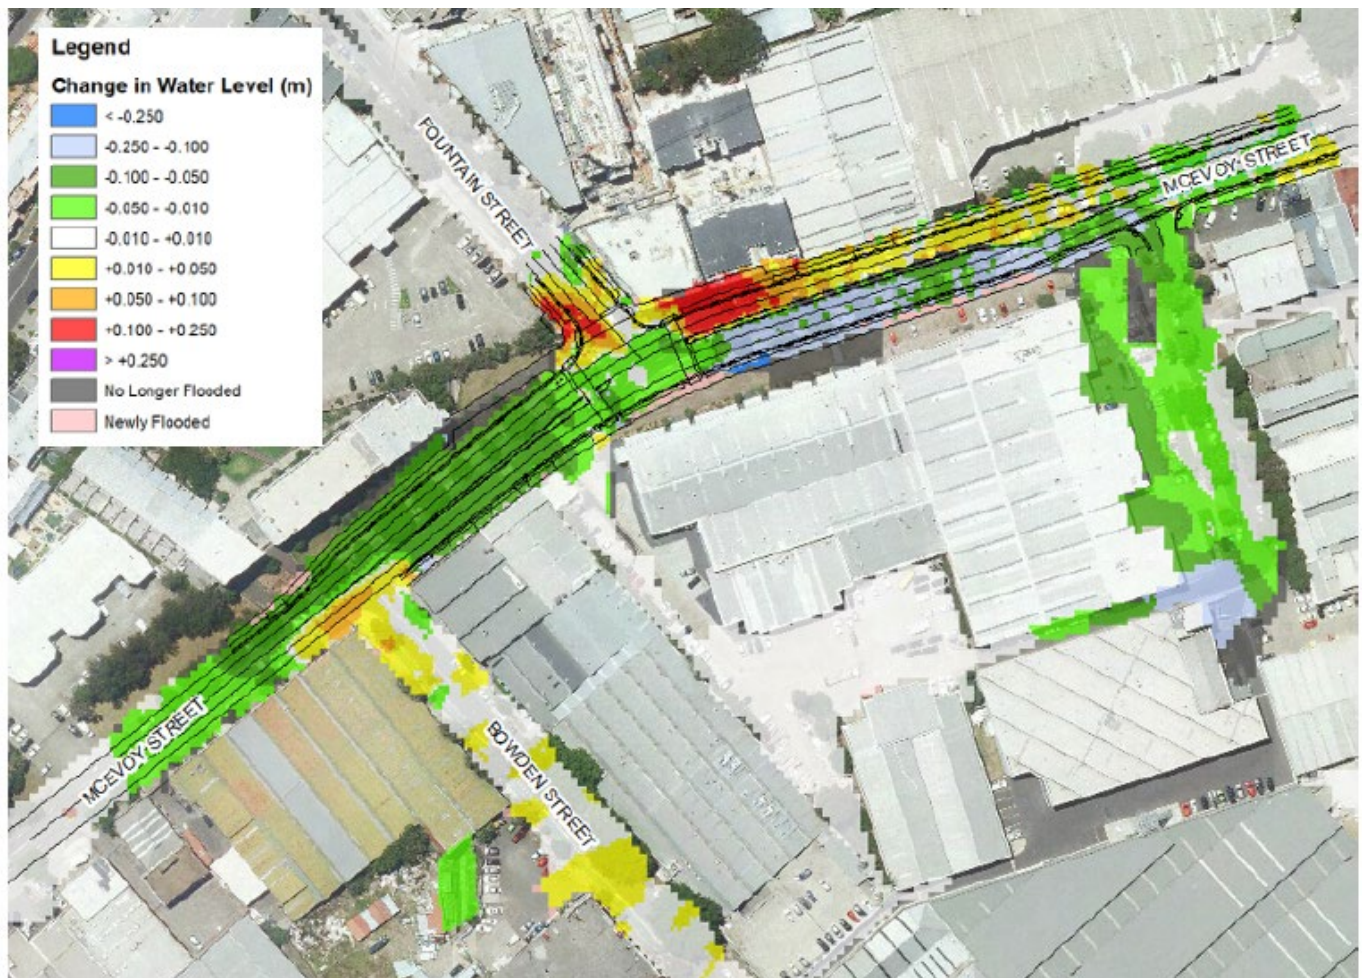 Legend
Change in Water Level (m)
< -0.250
-0.250 - -0.100
-0.100 - -0.050
-0.050 - -0.010
-0.010 - +0.010
+0.010 - +0.050
+0.050 - +0.100
+0.100 - +0.250
> +0.250
No Longer Flooded
Newly Flooded
FOUNTAIN STREET
MCEVOY STREET
MCEVOY STREET
BOWDEN STREET